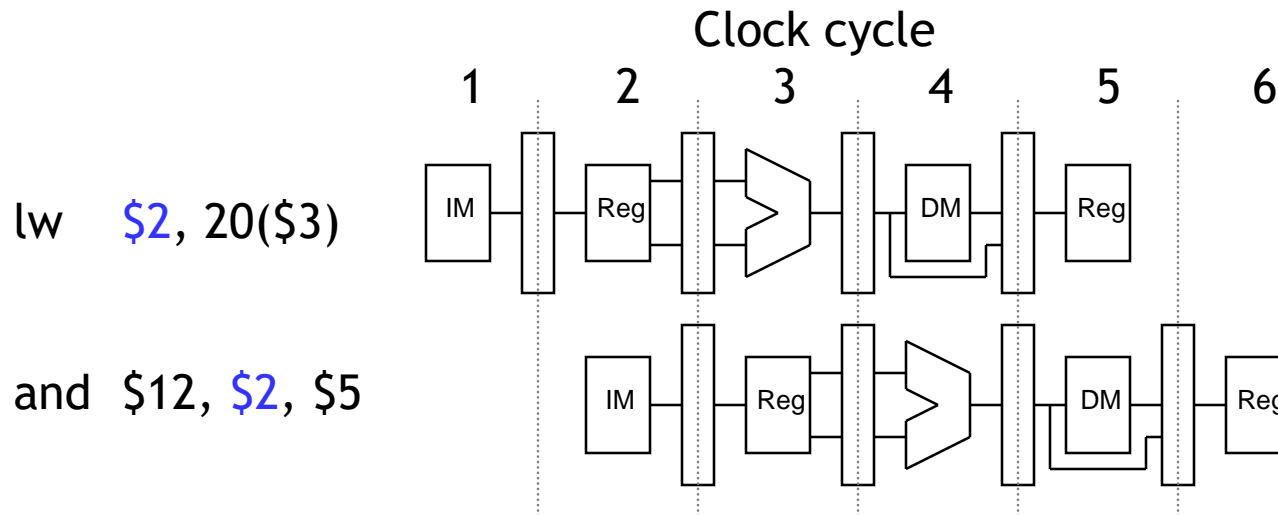 Clock cycle
1 2 3 4 5 6
lw $2, 20($3)
IM Reg DM Reg
and $12, $2, $5
IM Reg DM Reg